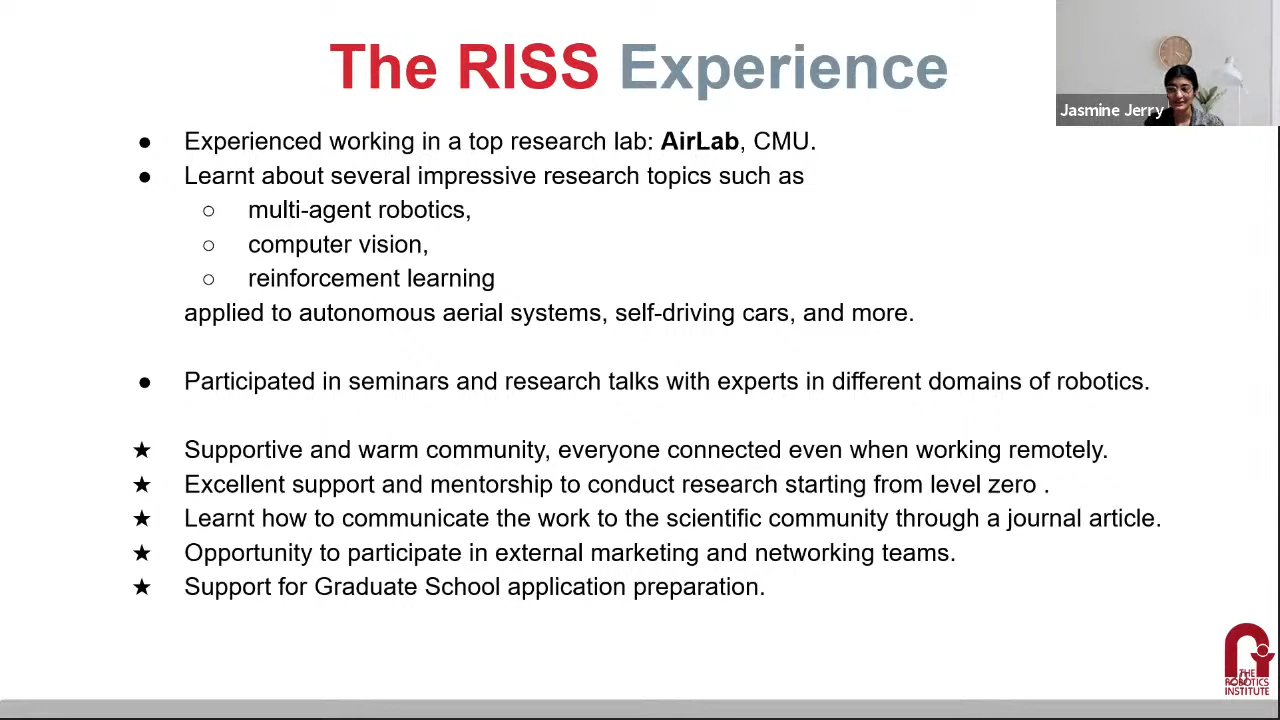 The RISS Experience
Jasmine Jerry
● Experienced working in a top research lab: AirLab, CMU.
● Learnt about several impressive research topics such as
○ multi-agent robotics,
○ computer vision,
○ reinforcement learning
applied to autonomous aerial systems, self-driving cars, and more.
● Participated in seminars and research talks with experts in different domains of robotics.
★ Supportive and warm community, everyone connected even when working remotely.
★ Excellent support and mentorship to conduct research starting from level zero .
★ Learnt how to communicate the work to the scientific community through a journal article.
★ Opportunity to participate in external marketing and networking teams.
★ Support for Graduate School application preparation.
THE
ROBOTICS
INSTITUTE